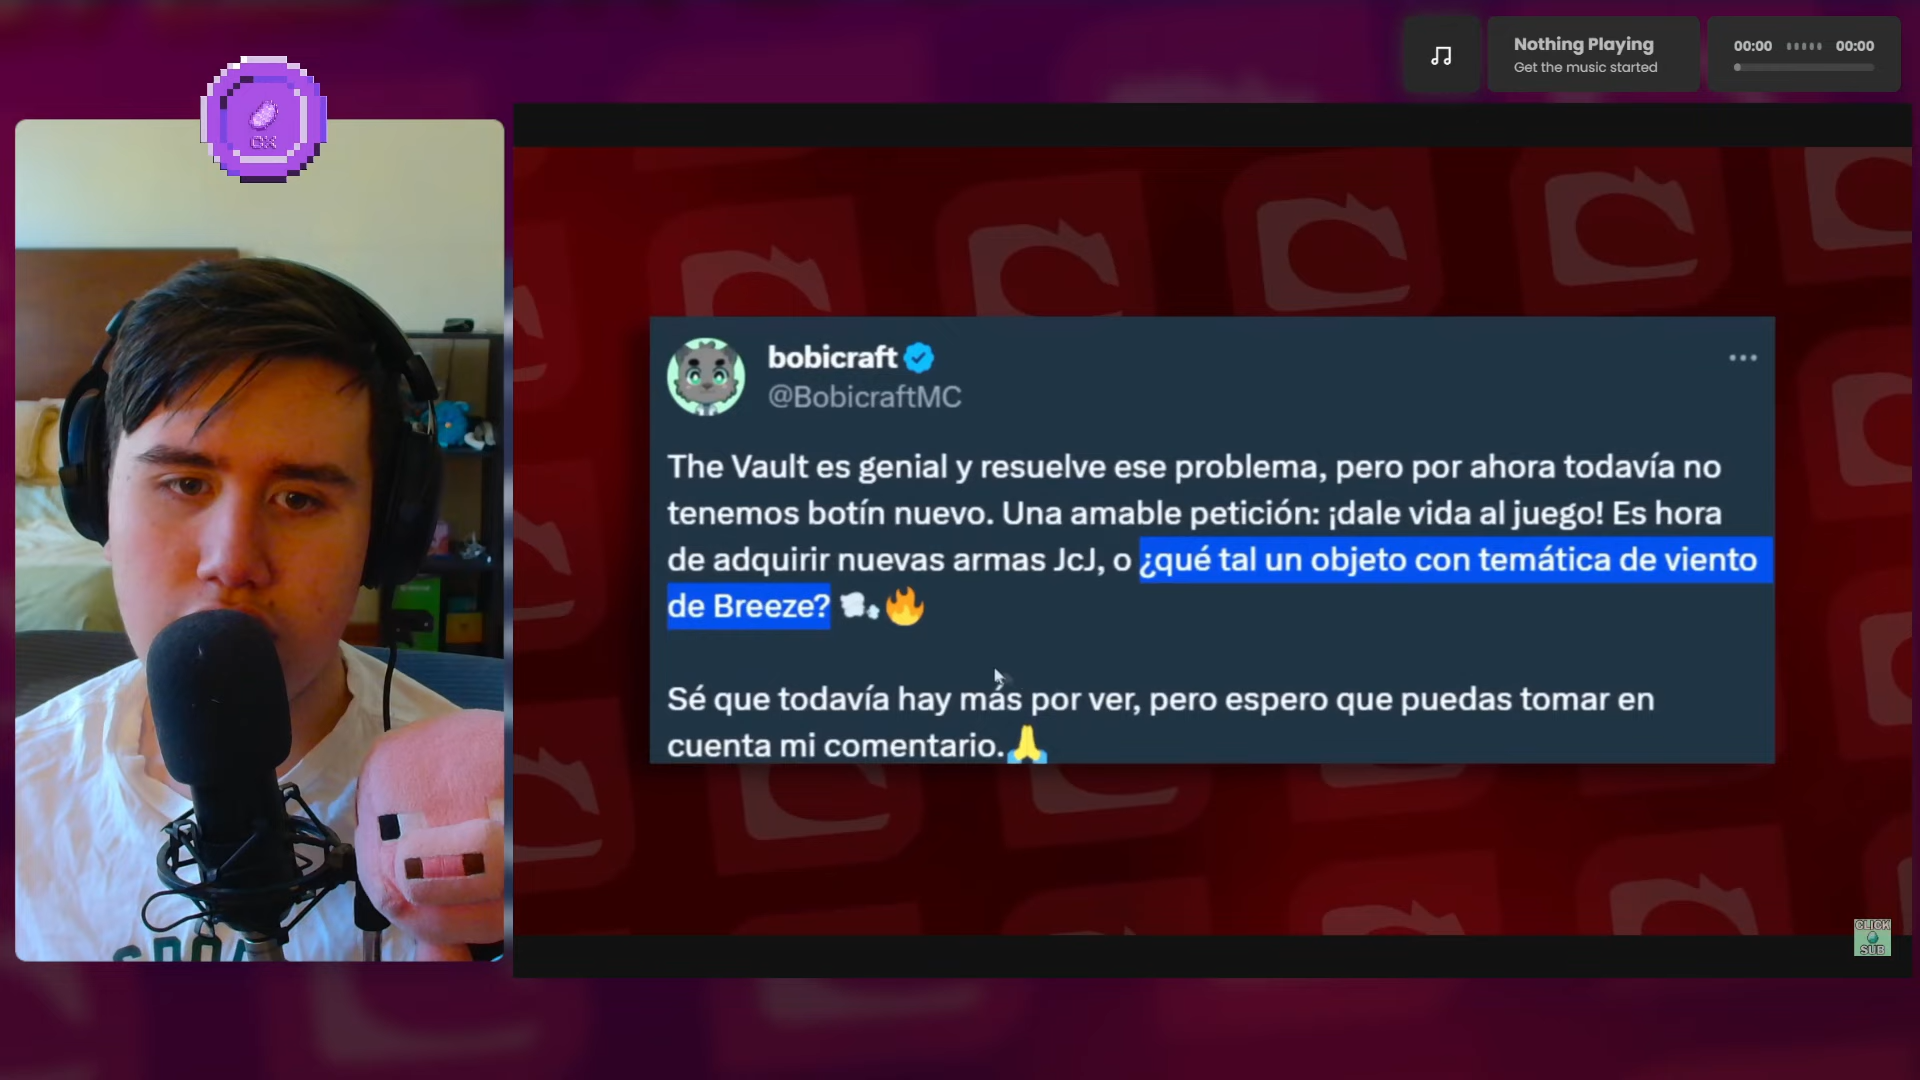 Nothing Playing
Get the music started
00:00 00:00
bobicraft
@BobicraftMC
The Vault es genial y resuelve ese problema, pero por ahora todavía no
tenemos botín nuevo. Una amable petición: ¡dale vida al juego! Es hora
de adquirir nuevas armas JcJ, o ¿qué tal un objeto con temática de viento
de Breeze?
Sé que todavía hay más por ver, pero espero que puedas tomar en
cuenta mi comentario.
CLICK
SUB